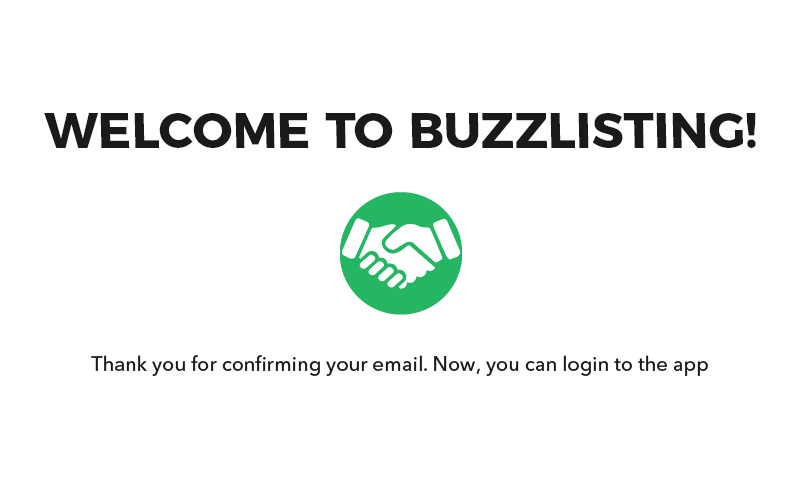 WELCOME TO BUZZLISTING!
Thank you for confirming your email. Now, you can login to the app